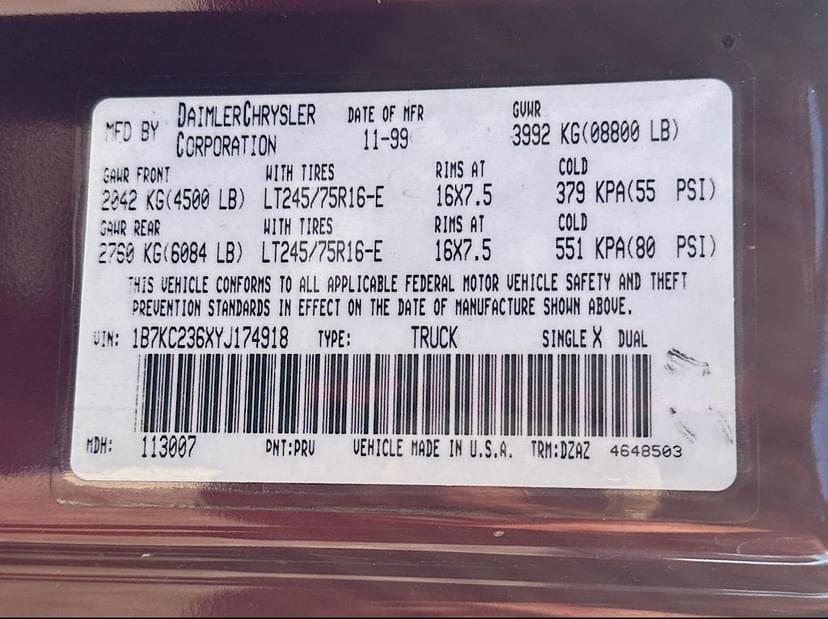 MFD BY DAIMLERCHRYSLER CORPORATION DATE OF MFR 11-99 GVWR 3992 KG(08800 LB)
GAWR FRONT WITH TIRES RIMS AT COLD
2042 KG(4500 LB) LT245/75R16-E 16X7.5 379 KPA(55 PSI)
GAWR REAR WITH TIRES RIMS AT COLD
2760 KG(6084 LB) LT245/75R16-E 16X7.5 551 KPA(80 PSI)
THIS VEHICLE CONFORMS TO ALL APPLICABLE FEDERAL MOTOR VEHICLE SAFETY AND THEFT
PREVENTION STANDARDS IN EFFECT ON THE DATE OF MANUFACTURE SHOWN ABOVE.
VIN: 1B7KC236XYJ174918 TYPE: TRUCK SINGLE X DUAL
MDH: 113007 PNT:PRV VEHICLE MADE IN U.S.A. TRM:DZAZ 4648503